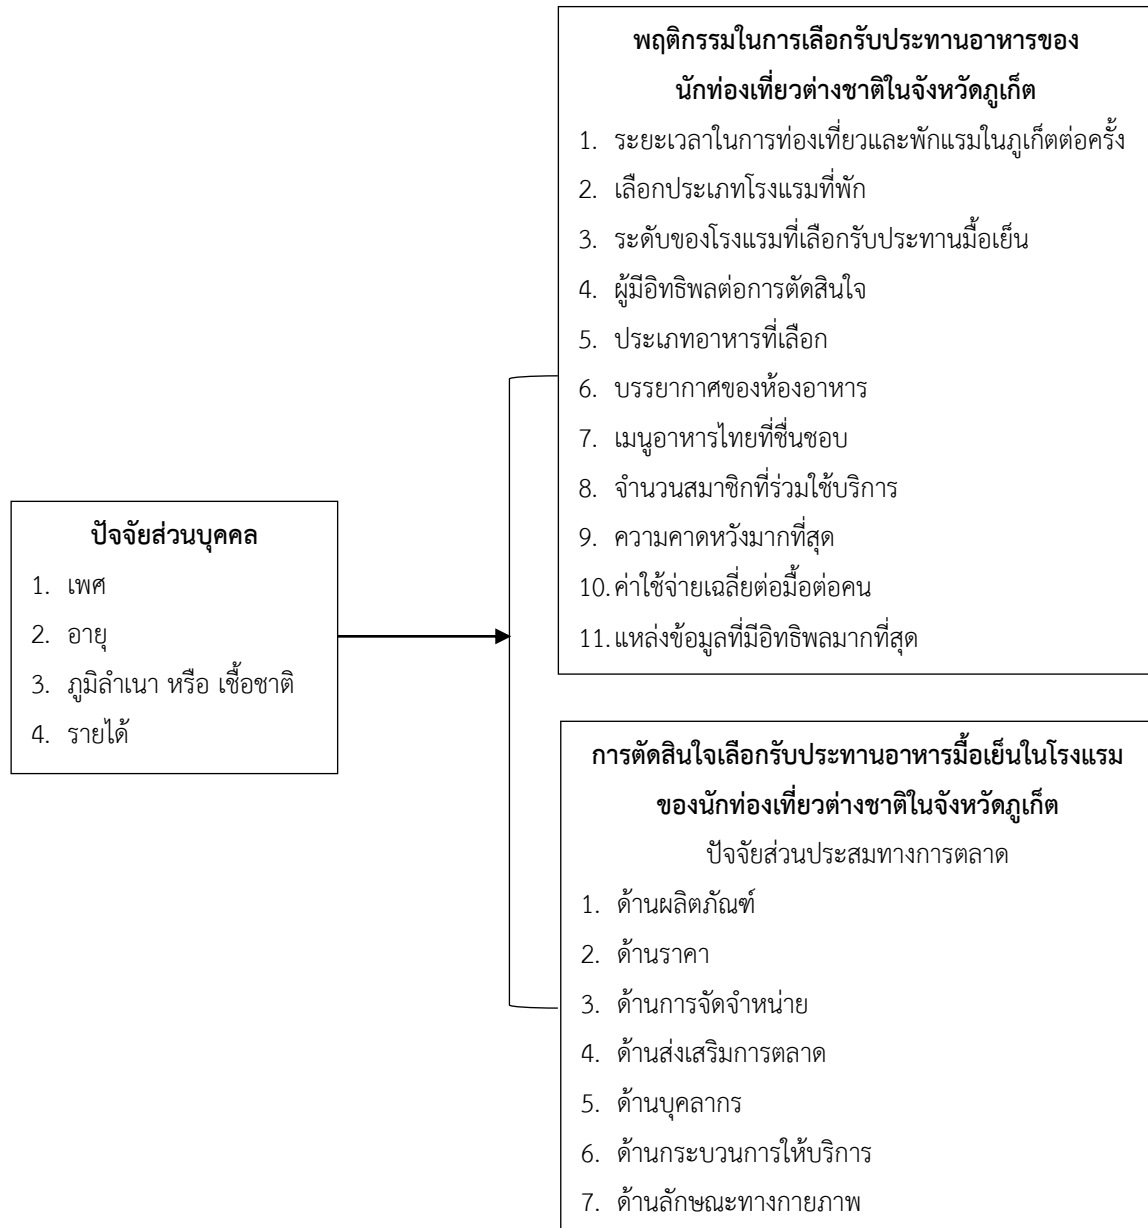 พฤติกรรมในการเลือกรับประทานอาหารของ
นักท่องเที่ยวต่างชาติในจังหวัดภูเก็ต
1. ระยะเวลาในการท่องเที่ยวและพักแรมในภูเก็ตต่อครั้ง
2. เลือกประเภทโรงแรมที่พัก
3. ระดับของโรงแรมที่เลือกรับประทานมื้อเย็น
4. ผู้มีอิทธิพลต่อการตัดสินใจ
5. ประเภทอาหารที่เลือก
6. บรรยากาศของห้องอาหาร
7. เมนูอาหารไทยที่ชื่นชอบ
8. จำนวนสมาชิกที่ร่วมใช้บริการ
9. ความคาดหวังมากที่สุด
10. ค่าใช้จ่ายเฉลี่ยต่อมื้อต่อคน
11. แหล่งข้อมูลที่มีอิทธิพลมากที่สุด
ปัจจัยส่วนบุคคล
1. เพศ
2. อายุ
3. ภูมิลำเนา หรือ เชื้อชาติ
4. รายได้
การตัดสินใจเลือกรับประทานอาหารมื้อเย็นในโรงแรม
ของนักท่องเที่ยวต่างชาติในจังหวัดภูเก็ต
ปัจจัยส่วนประสมทางการตลาด
1. ด้านผลิตภัณฑ์
2. ด้านราคา
3. ด้านการจัดจำหน่าย
4. ด้านส่งเสริมการตลาด
5. ด้านบุคลากร
6. ด้านกระบวนการให้บริการ
7. ด้านลักษณะทางกายภาพ